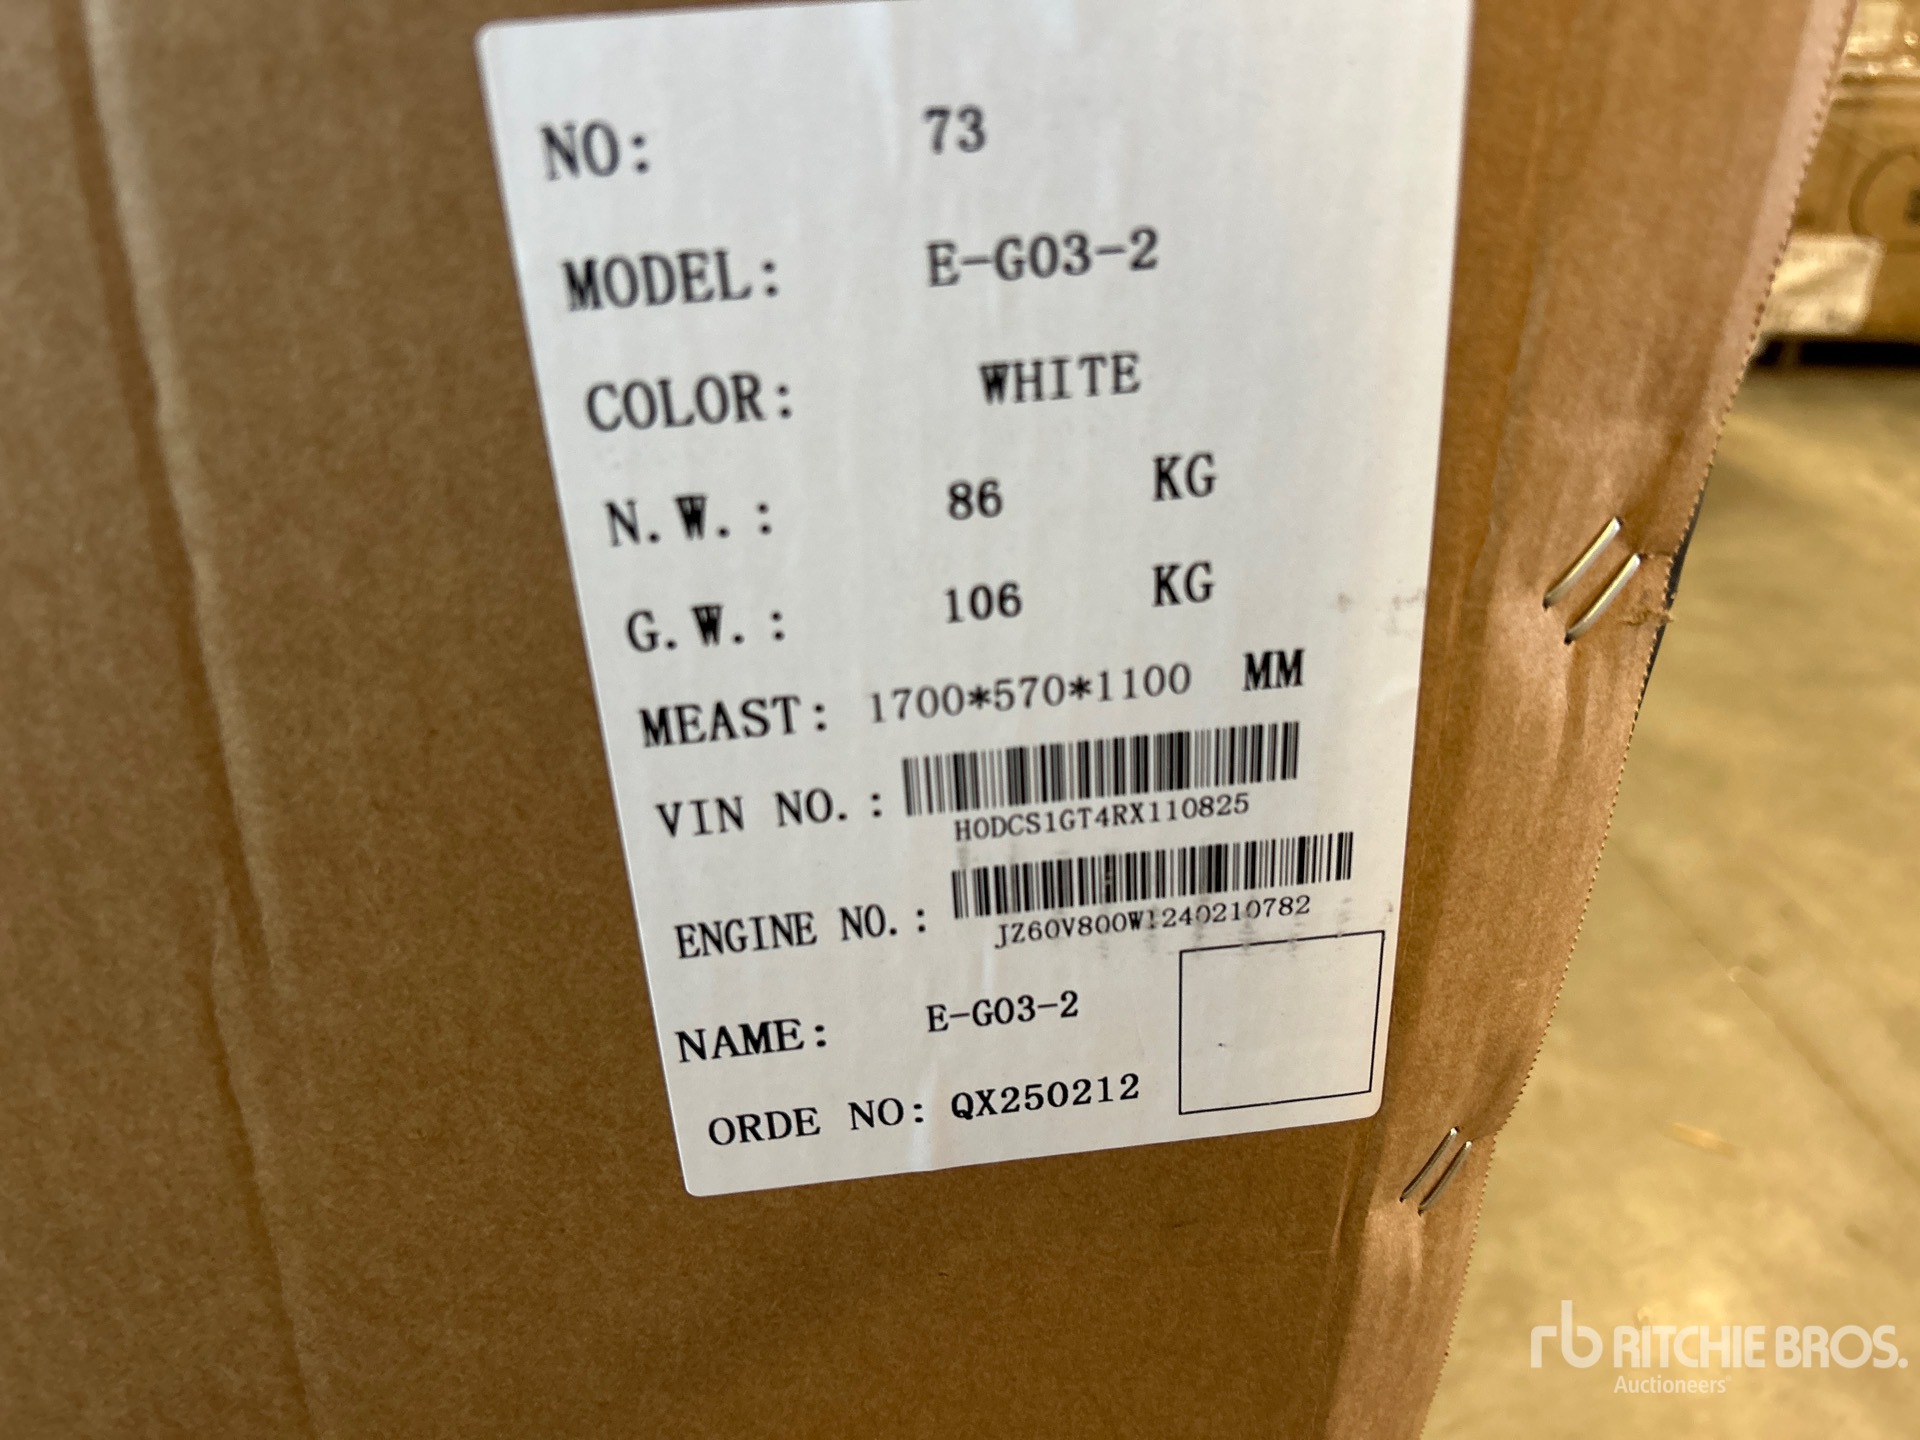 NO: 73
MODEL: E-G03-2
COLOR: WHITE
N.W.: 86 KG
G.W.: 106 KG
MEAST: 1700*570*1100 MM
VIN NO.:
H0DCS1GT4RX110825
ENGINE NO.:
JZ60V800W1240210782
NAME: E-G03-2
ORDE NO: QX250212
rb RITCHIE BROS.
Auctioneers